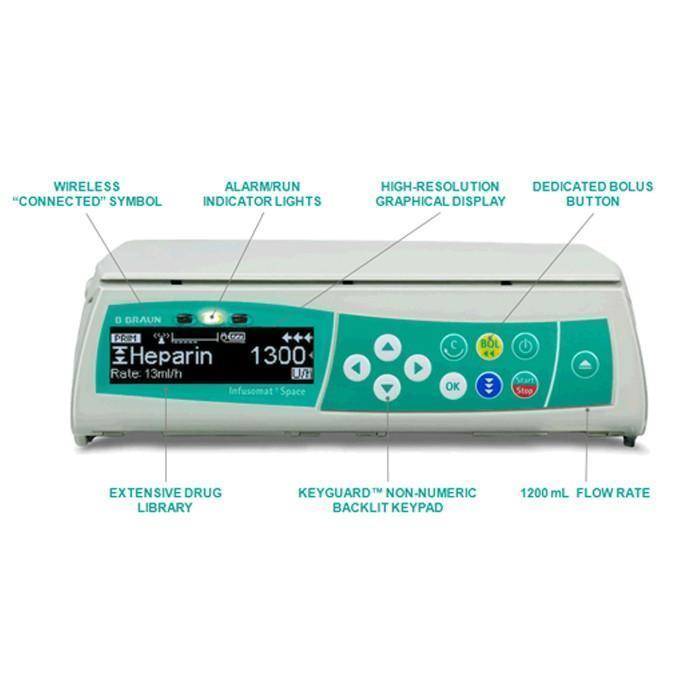 WIRELESS
“CONNECTED” SYMBOL
ALARM/RUN
INDICATOR LIGHTS
HIGH-RESOLUTION
GRAPHICAL DISPLAY
DEDICATED BOLUS
BUTTON
B BRAUN
PRIM
Heparin 1300
Rate: 13ml/h
U/h
Infusomat® Space
C
BOL
OK
Start
Stop
EXTENSIVE DRUG
LIBRARY
KEYGUARD™ NON-NUMERIC
BACKLIT KEYPAD
1200 mL FLOW RATE